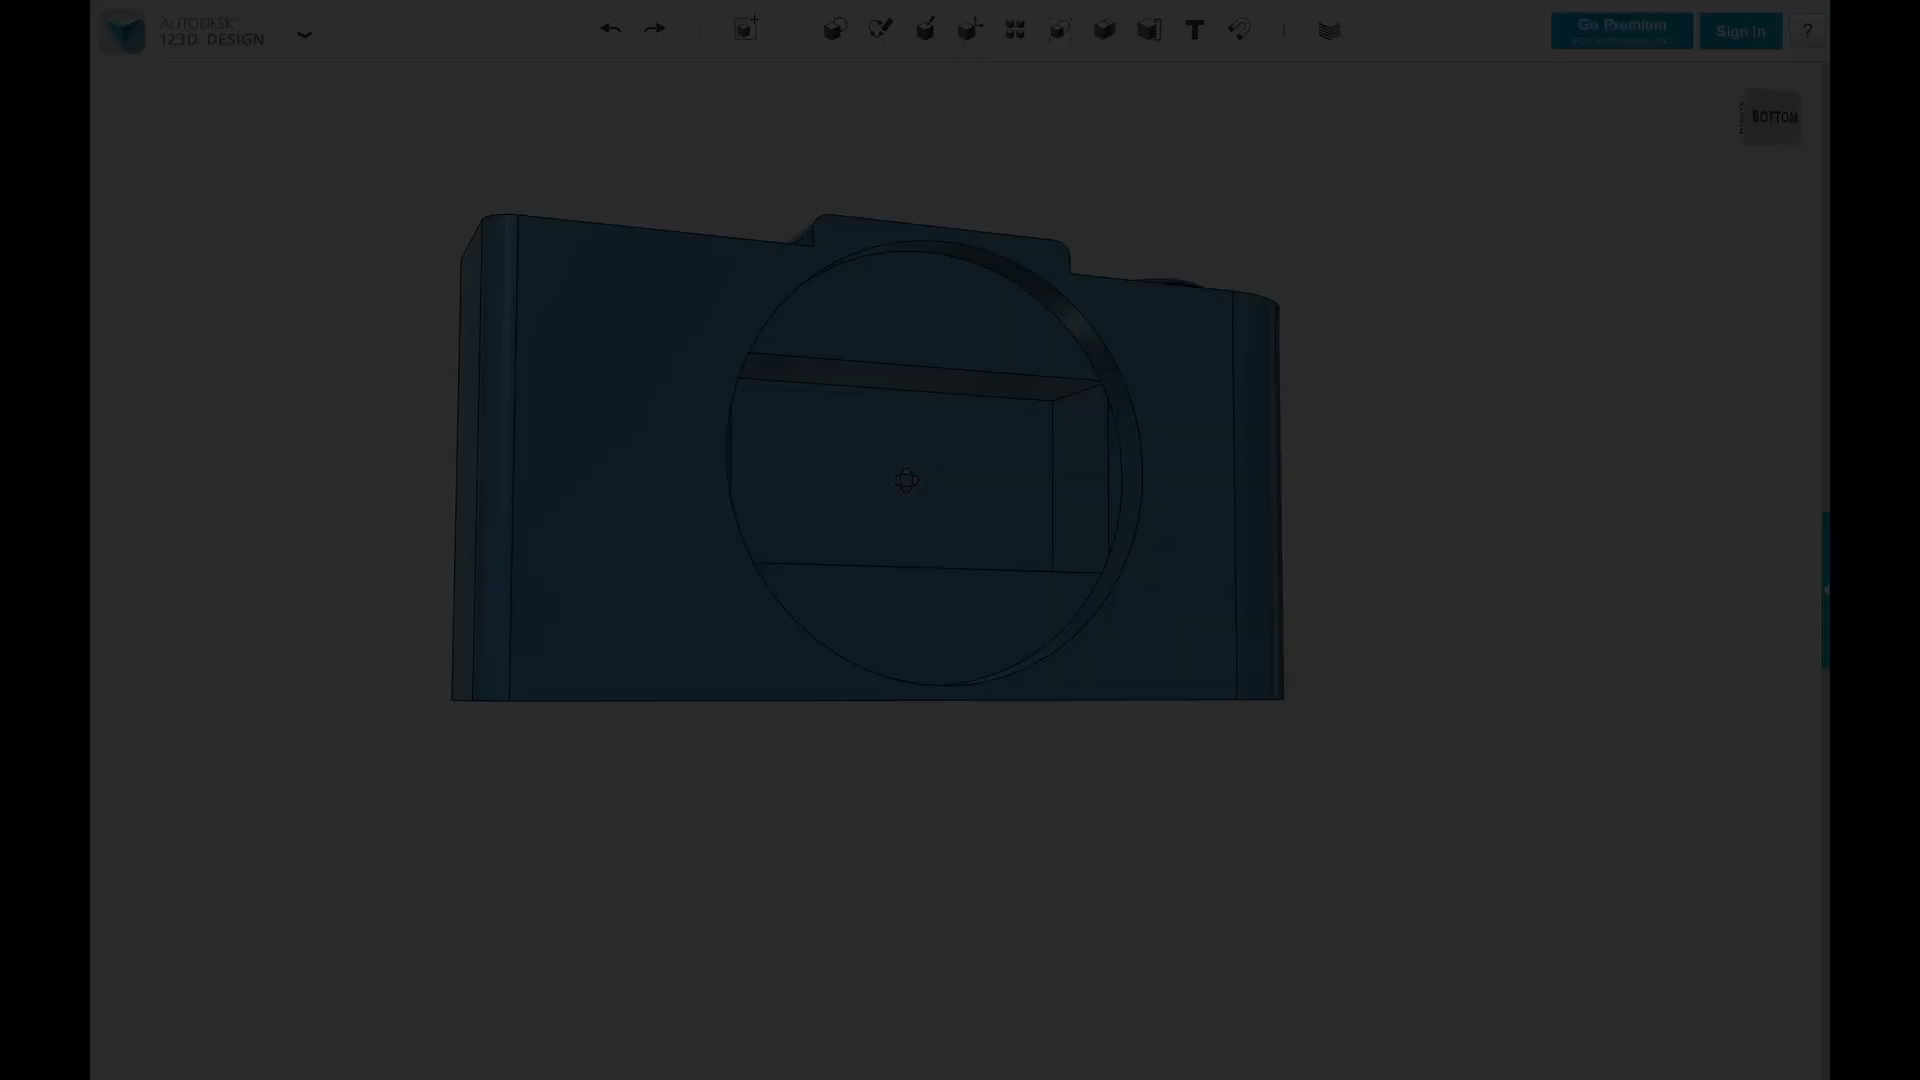 AUTODESK®
123D® DESIGN
T
Go Premium
Sign In
?
BOTTOM